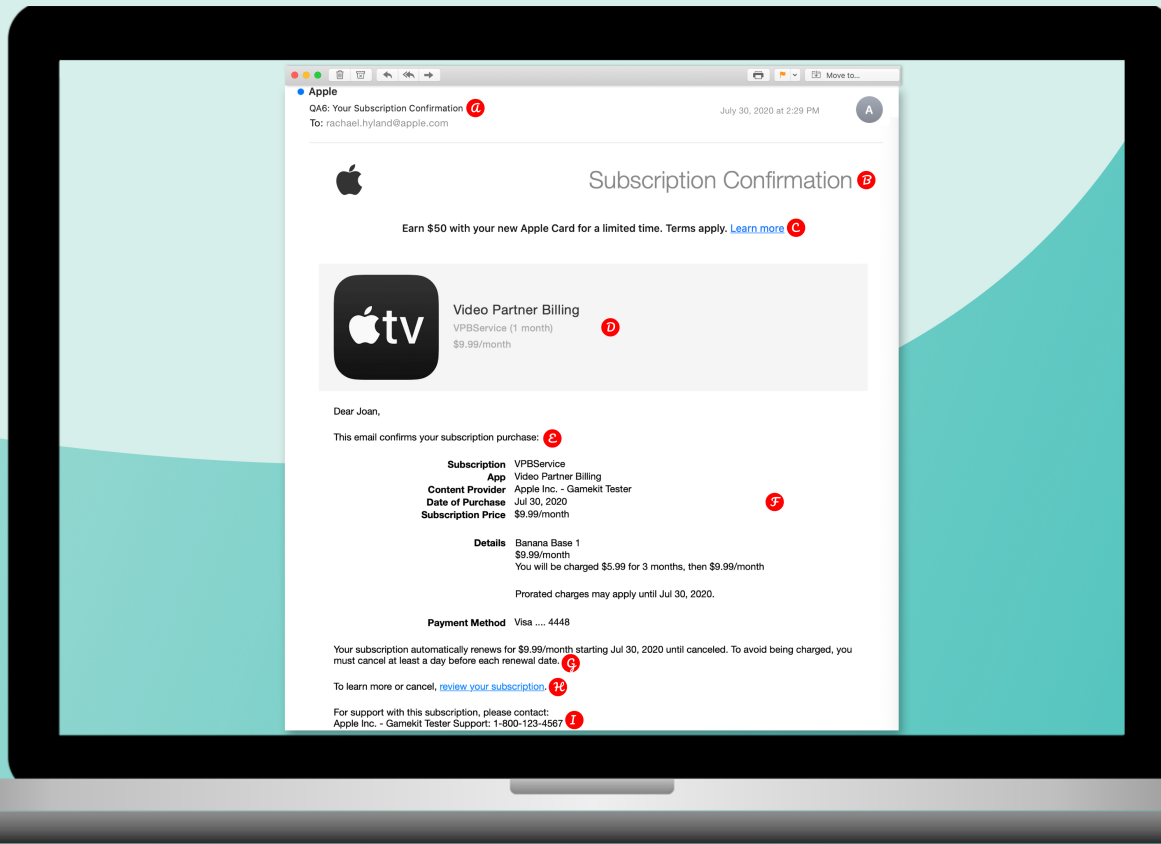 Move to...
Apple
QA6: Your Subscription Confirmation a
July 30, 2020 at 2:29 PM
A
To: rachael.hyland@apple.com
Subscription Confirmation B
Earn $50 with your new Apple Card for a limited time. Terms apply. Learn more C
tv
Video Partner Billing
VPBService (1 month) D
$9.99/month
Dear Joan,
This email confirms your subscription purchase: E
Subscription VPBService
App Video Partner Billing
Content Provider Apple Inc. - Gamekit Tester
Date of Purchase Jul 30, 2020 F
Subscription Price $9.99/month
Details Banana Base 1
$9.99/month
You will be charged $5.99 for 3 months, then $9.99/month
Prorated charges may apply until Jul 30, 2020.
Payment Method Visa .... 4448
Your subscription automatically renews for $9.99/month starting Jul 30, 2020 until canceled. To avoid being charged, you
must cancel at least a day before each renewal date. G
To learn more or cancel, review your subscription. H
For support with this subscription, please contact:
Apple Inc. - Gamekit Tester Support: 1-800-123-4567 I